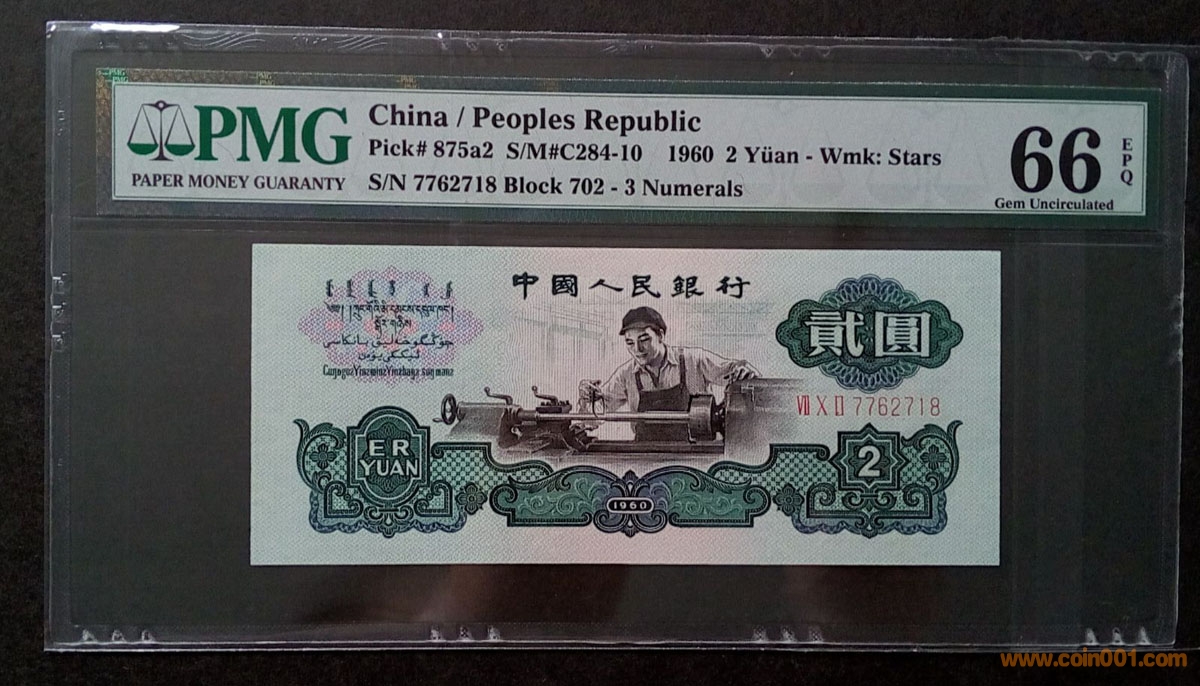 PMG
PAPER MONEY GUARANTY
China / Peoples Republic
Pick# 875a2 S/M#C284-10 1960 2 Yüan - Wmk: Stars
S/N 7762718 Block 702 - 3 Numerals
66
EPQ
Gem Uncirculated
中國人民銀行
貳圓
VII X II 7762718
ER
YUAN
1960
2
www.coin001.com